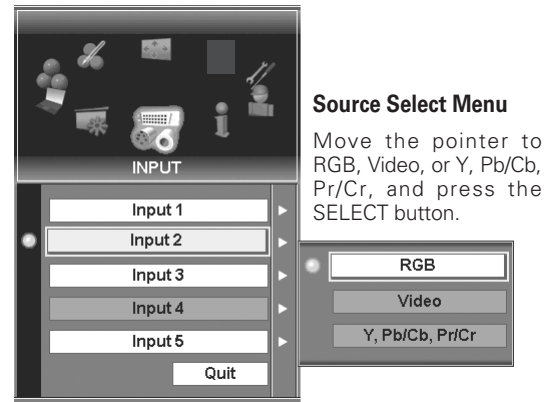 INPUT
Input 1
Input 2
Input 3
Input 4
Input 5
Quit
Source Select Menu
Move the pointer to
RGB, Video, or Y, Pb/Cb,
Pr/Cr, and press the
SELECT button.
RGB
Video
Y, Pb/Cb, Pr/Cr